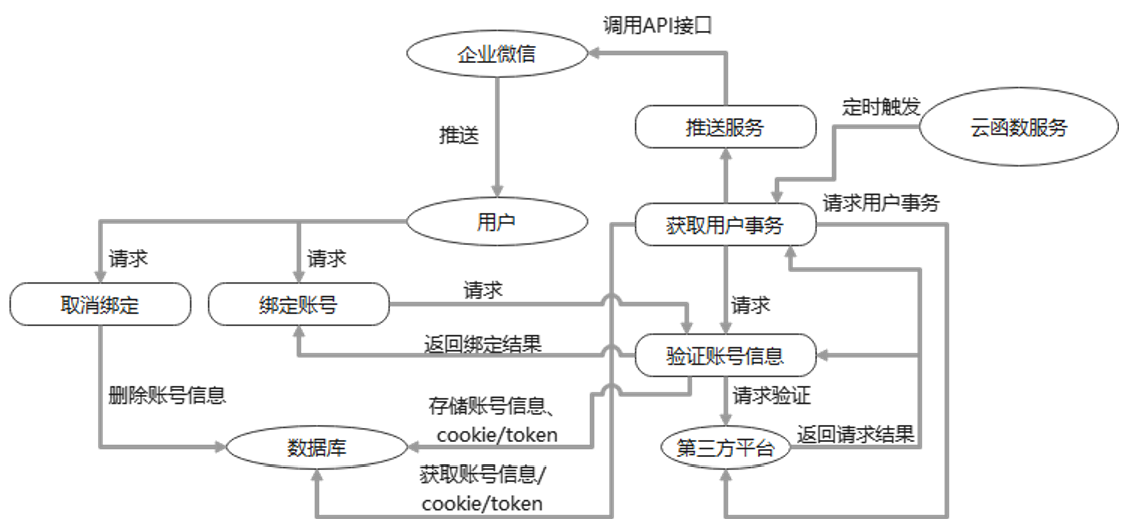 调用API接口
企业微信
定时触发
推送服务
云函数服务
推送
请求用户事务
用户
获取用户事务
请求
请求
取消绑定
绑定账号
请求
请求
返回绑定结果
验证账号信息
删除账号信息
请求验证
存储账号信息、
cookie/token
数据库
第三方平台
返回请求结果
获取账号信息/
cookie/token